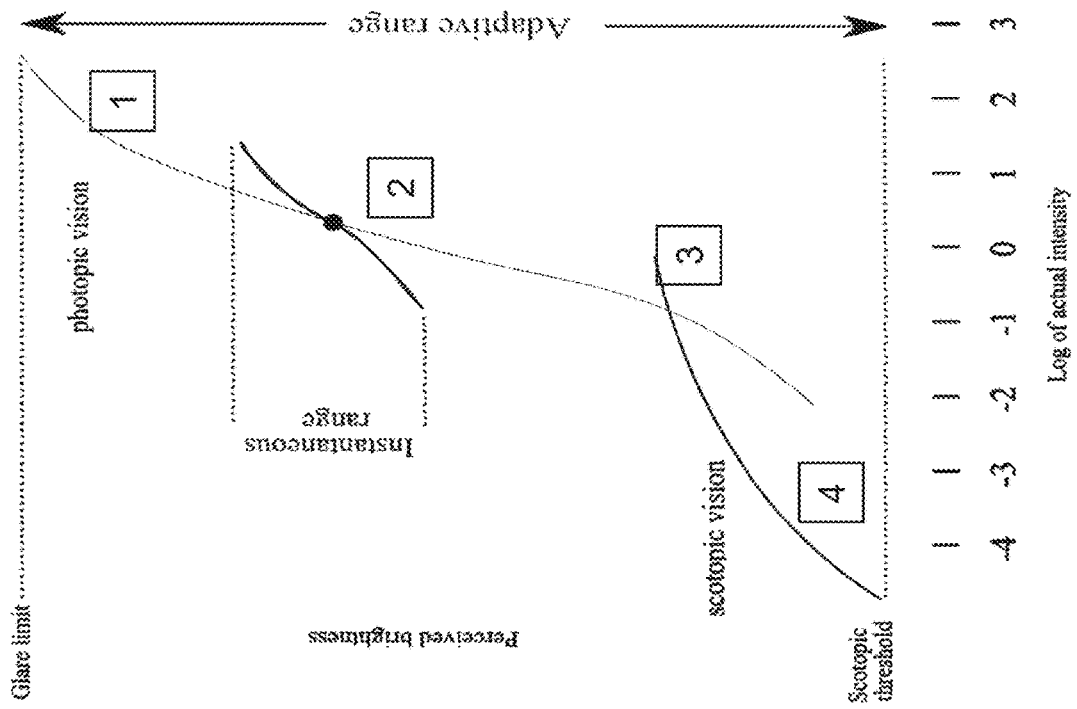 Glare limit
Adaptive range
photopic vision
1
2
Instantaneous
range
Perceived brightness
3
scotopic vision
4
Scotopic
threshold
-4 -3 -2 -1 0 1 2 3
Log of actual intensity